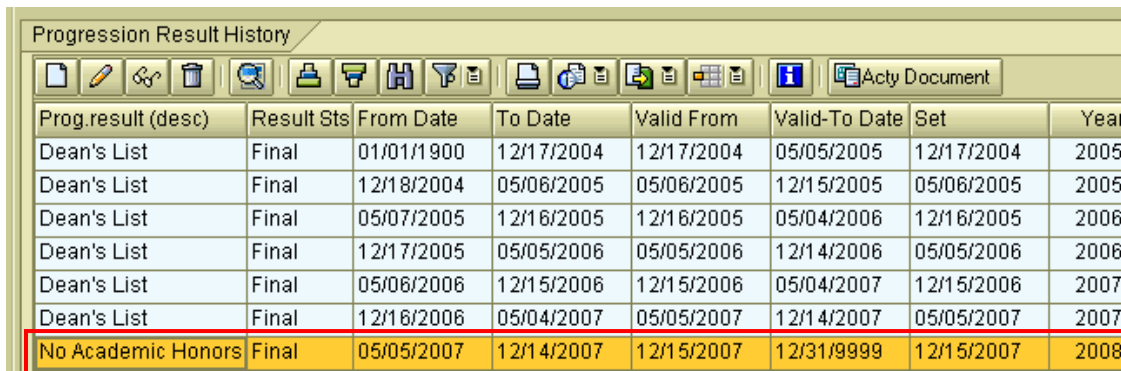 Progression Result History
Acty Document
Prog.result (desc) Result Sts From Date To Date Valid From Valid-To Date Set Year
Dean's List Final 01/01/1900 12/17/2004 12/17/2004 05/05/2005 12/17/2004 2005
Dean's List Final 12/18/2004 05/06/2005 05/06/2005 12/15/2005 05/06/2005 2005
Dean's List Final 05/07/2005 12/16/2005 12/16/2005 05/04/2006 12/16/2005 2006
Dean's List Final 12/17/2005 05/05/2006 05/05/2006 12/14/2006 05/05/2006 2006
Dean's List Final 05/06/2006 12/15/2006 12/15/2006 05/04/2007 12/15/2006 2007
Dean's List Final 12/16/2006 05/04/2007 05/05/2007 12/14/2007 05/05/2007 2007
No Academic Honors Final 05/05/2007 12/14/2007 12/15/2007 12/31/9999 12/15/2007 2008